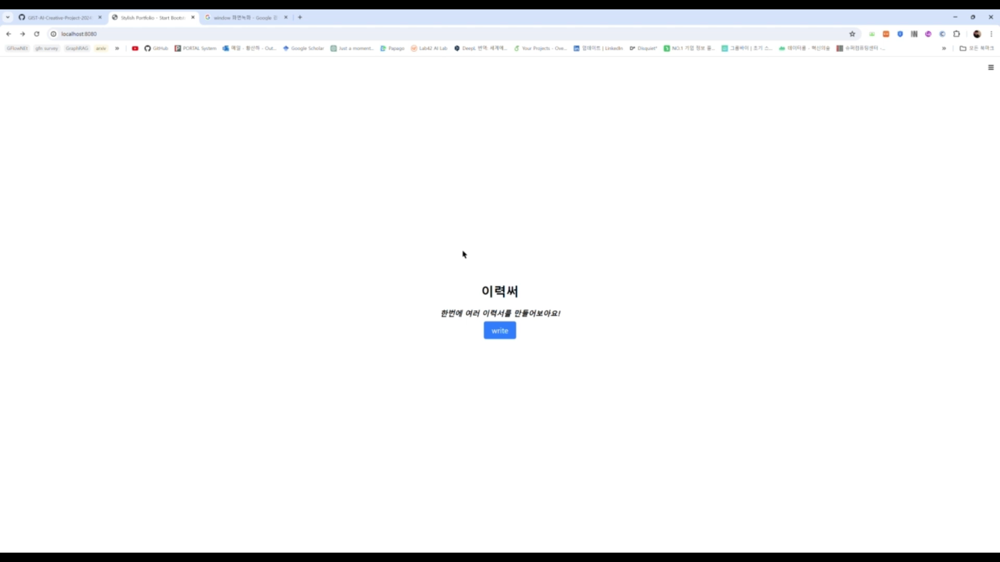 GIST-AI-Creative-Project-2024
Stylish Portfolio - Start Bootst
window 화면녹화 - Google 검
localhost:8080
GFlowNEt
gfn survey
GraphRAG
arxiv
GitHub
PORTAL System
메일 - 황산하 - Out...
Google Scholar
Just a moment...
Papago
Lab42 AI Lab
DeepL 번역: 세계에...
Your Projects - Ove...
업데이트 | LinkedIn
Disquiet*
NO.1 기업 정보 플...
그룹바이 | 초기 스...
데이터룸 - 혁신의숲
슈퍼컴퓨팅센터 -...
모든 북마크
이력써
한번에 여러 이력서를 만들어보아요!
write